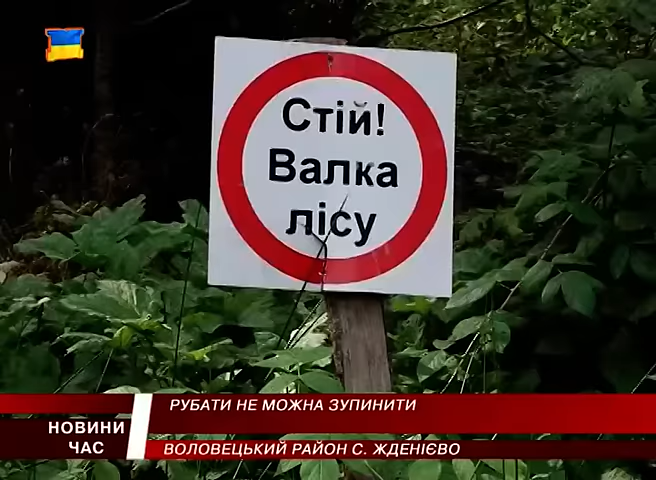 Стій!
Валка
лісу
РУБАТИ НЕ МОЖНА ЗУПИНИТИ
НОВИНИ
ЧАС
ВОЛОВЕЦЬКИЙ РАЙОН С. ЖДЕНІЄВО